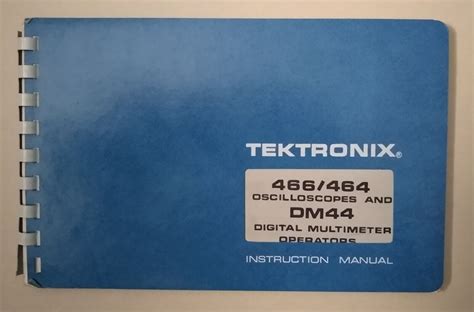 TEKTRONIX®
466/464
OSCILLOSCOPES AND
DM44
DIGITAL MULTIMETER
OPERATORS
INSTRUCTION MANUAL